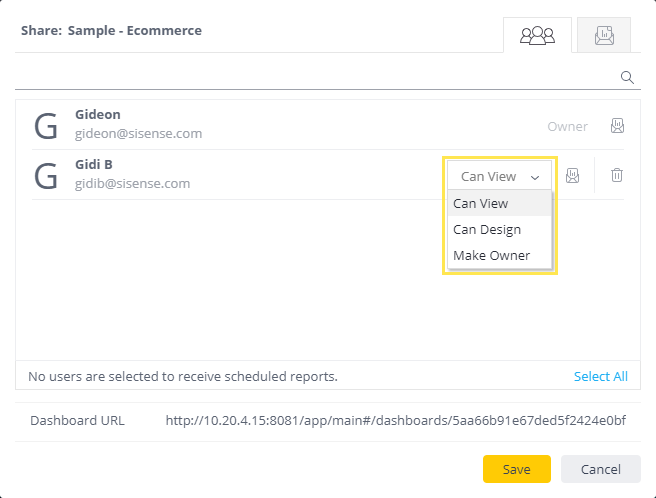 Share: Sample - Ecommerce
G
Gideon
gideon@sisense.com
Owner
G
Gidi B
gidib@sisense.com
Can View
Can View
Can Design
Make Owner
No users are selected to receive scheduled reports.
Select All
Dashboard URL
http://10.20.4.15:8081/app/main#/dashboards/5aa66b91e67ded5f2424e0bf
Save
Cancel